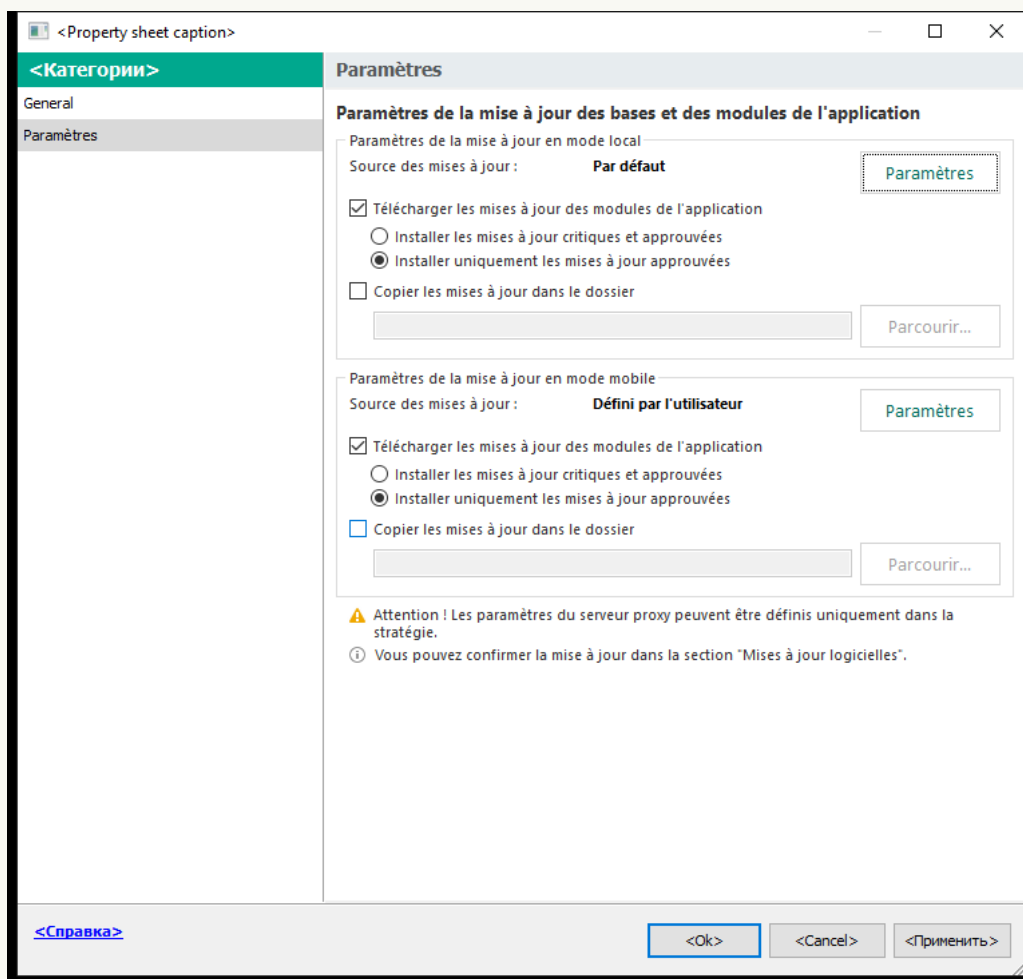 <Property sheet caption>
<Категории>
General
Paramètres
Paramètres
Paramètres de la mise à jour des bases et des modules de l'application
Paramètres de la mise à jour en mode local
Source des mises à jour : Par défaut
Paramètres
Télécharger les mises à jour des modules de l'application
Installer les mises à jour critiques et approuvées
Installer uniquement les mises à jour approuvées
Copier les mises à jour dans le dossier
Parcourir...
Paramètres de la mise à jour en mode mobile
Source des mises à jour : Défini par l'utilisateur
Paramètres
Télécharger les mises à jour des modules de l'application
Installer les mises à jour critiques et approuvées
Installer uniquement les mises à jour approuvées
Copier les mises à jour dans le dossier
Parcourir...
Attention ! Les paramètres du serveur proxy peuvent être définis uniquement dans la
stratégie.
Vous pouvez confirmer la mise à jour dans la section "Mises à jour logicielles".
<Справка>
<Ok> <Cancel> <Применить>